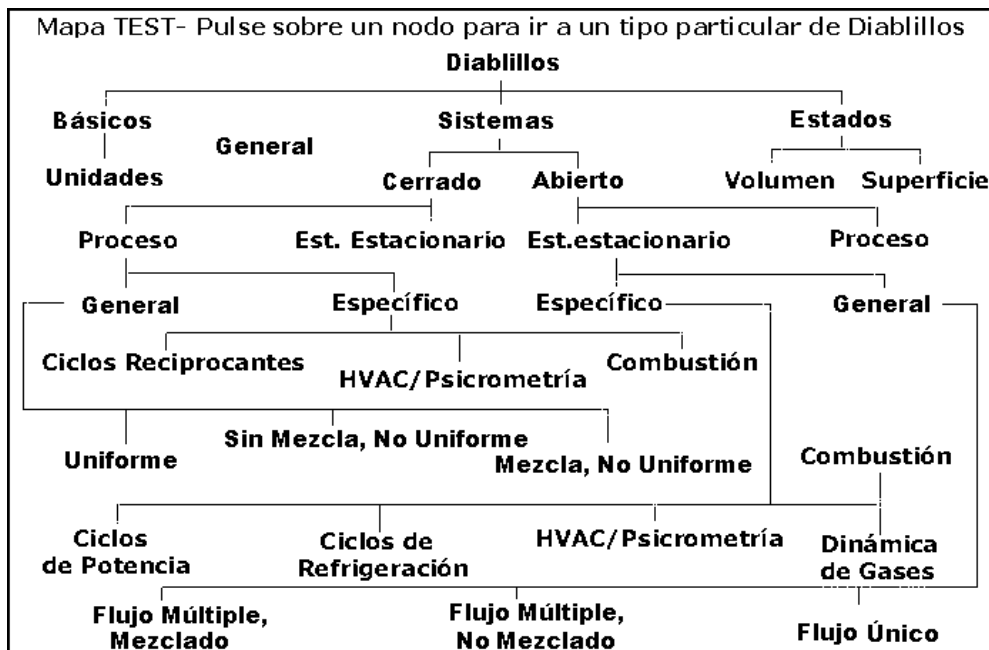 Mapa TEST- Pulse sobre un nodo para ir a un tipo particular de Diablillos
Diablillos
Básicos Sistemas Estados
General
Unidades Cerrado Abierto Volumen Superficie
Proceso Est. Estacionario Est.estacionario Proceso
General Específico Específico General
Ciclos Reciprocantes HVAC/Psicrometría Combustión
Uniforme Sin Mezcla, No Uniforme Mezcla, No Uniforme Combustión
Ciclos
de Potencia
Ciclos de
Refrigeración
HVAC/Psicrometría
Dinámica
de Gases
Flujo Múltiple,
Mezclado
Flujo Múltiple,
No Mezclado
Flujo Único